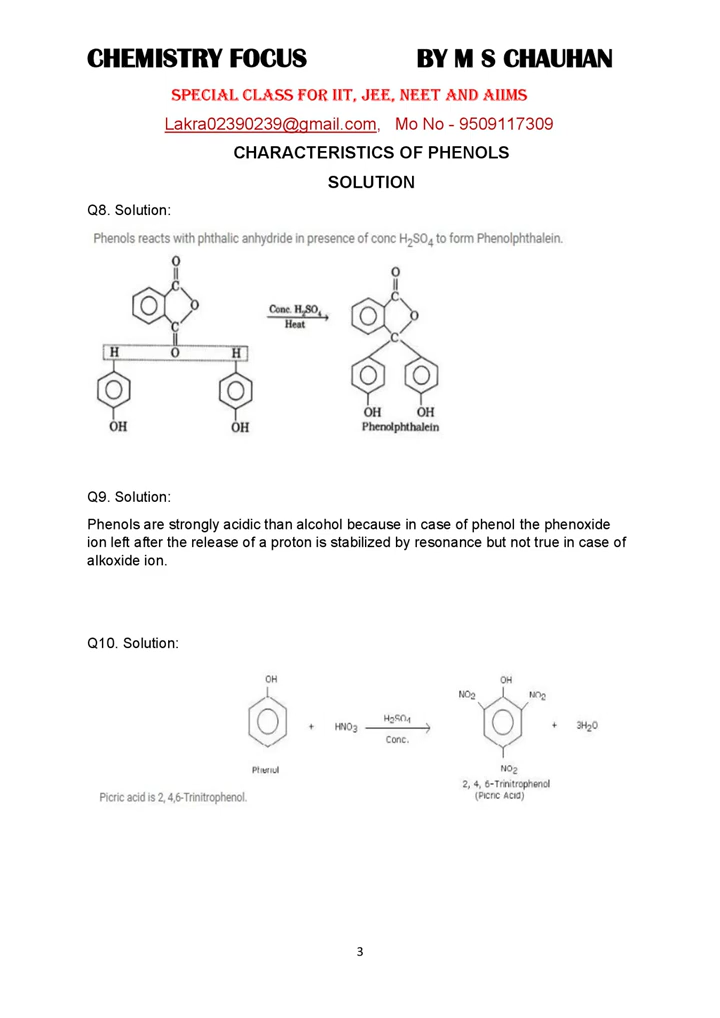 CHEMISTRY FOCUS BY M S CHAUHAN
SPECIAL CLASS FOR IIT, JEE, NEET AND AIIMS
Lakra02390239@gmail.com, Mo No - 9509117309
CHARACTERISTICS OF PHENOLS
SOLUTION
Q8. Solution:
Phenols reacts with phthalic anhydride in presence of conc H₂SO₄ to form Phenolphthalein.
O
C
O
C
O
H H
OH OH
Conc. H₂SO₄
Heat
O
C
O
C
OH OH
Phenolphthalein
Q9. Solution:
Phenols are strongly acidic than alcohol because in case of phenol the phenoxide
ion left after the release of a proton is stabilized by resonance but not true in case of
alkoxide ion.
Q10. Solution:
OH
+ HNO₃
H₂SO₄
Conc.
Phenol
OH
NO₂ NO₂
+ 3H₂O
NO₂
2, 4, 6-Trinitrophenol
(Picric Acid)
Picric acid is 2, 4,6-Trinitrophenol.
3